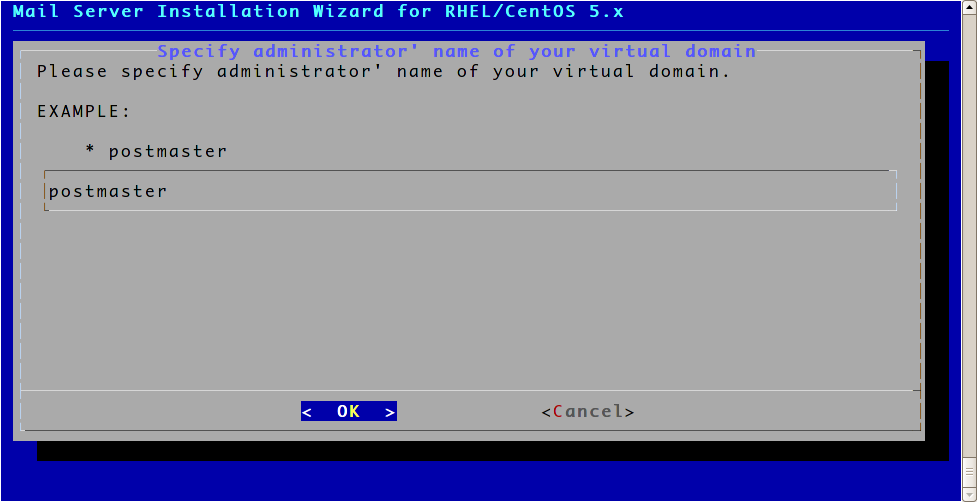 Mail Server Installation Wizard for RHEL/CentOS 5.x
Specify administrator' name of your virtual domain
Please specify administrator' name of your virtual domain.
EXAMPLE:
* postmaster
postmaster
< OK > <Cancel>